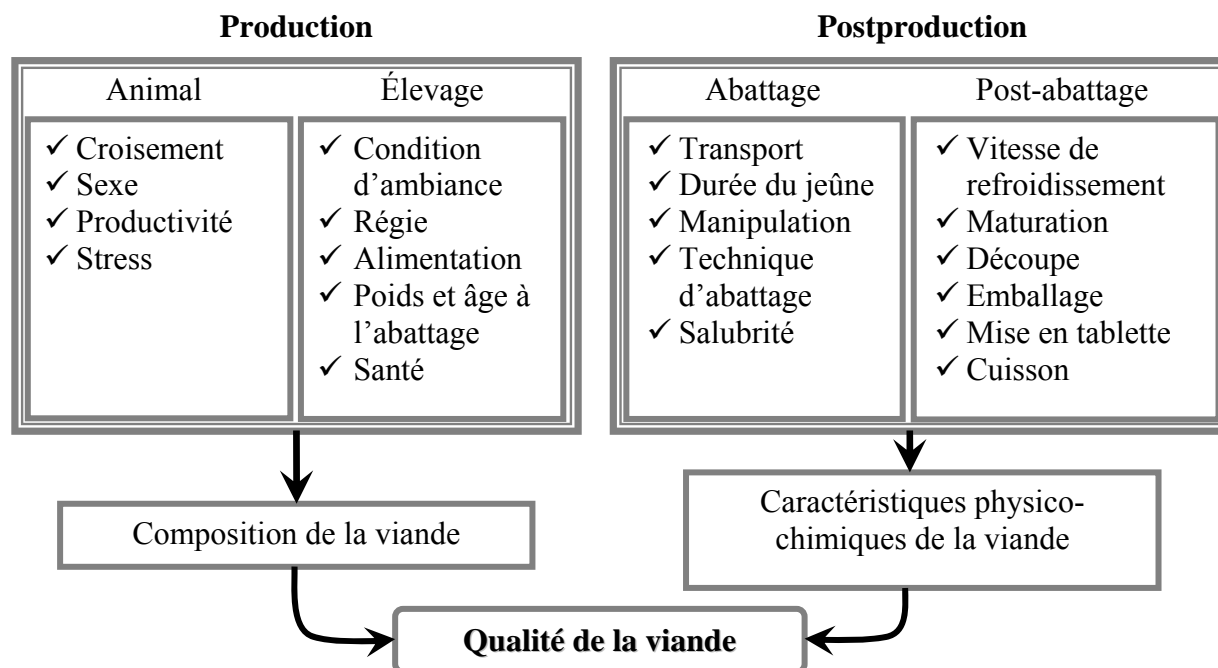 Production
Animal
✓ Croisement
✓ Sexe
✓ Productivité
✓ Stress
Élevage
✓ Condition
d’ambiance
✓ Régie
✓ Alimentation
✓ Poids et âge à
l’abattage
✓ Santé
Postproduction
Abattage
✓ Transport
✓ Durée du jeûne
✓ Manipulation
✓ Technique
d’abattage
✓ Salubrité
Post-abattage
✓ Vitesse de
refroidissement
✓ Maturation
✓ Découpe
✓ Emballage
✓ Mise en tablette
✓ Cuisson
Composition de la viande
Caractéristiques physico-
chimiques de la viande
Qualité de la viande